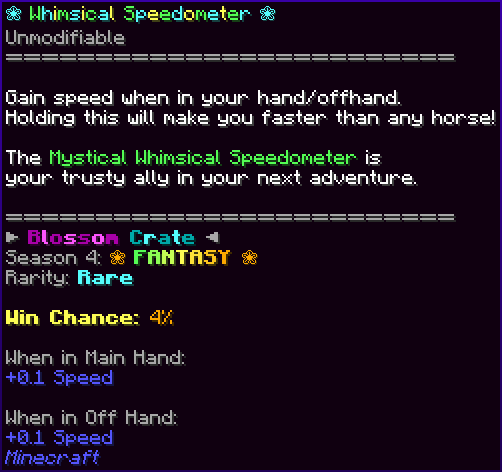 ❀ Whimsical Speedometer ❀
Unmodifiable
===========================
Gain speed when in your hand/offhand.
Holding this will make you faster than any horse!
The Mystical Whimsical Speedometer is
your trusty ally in your next adventure.
===========================
► Blossom Crate ◄
Season 4: ❀ FANTASY ❀
Rarity: Rare
Win Chance: 4%
When in Main Hand:
+0.1 Speed
When in Off Hand:
+0.1 Speed
Minecraft